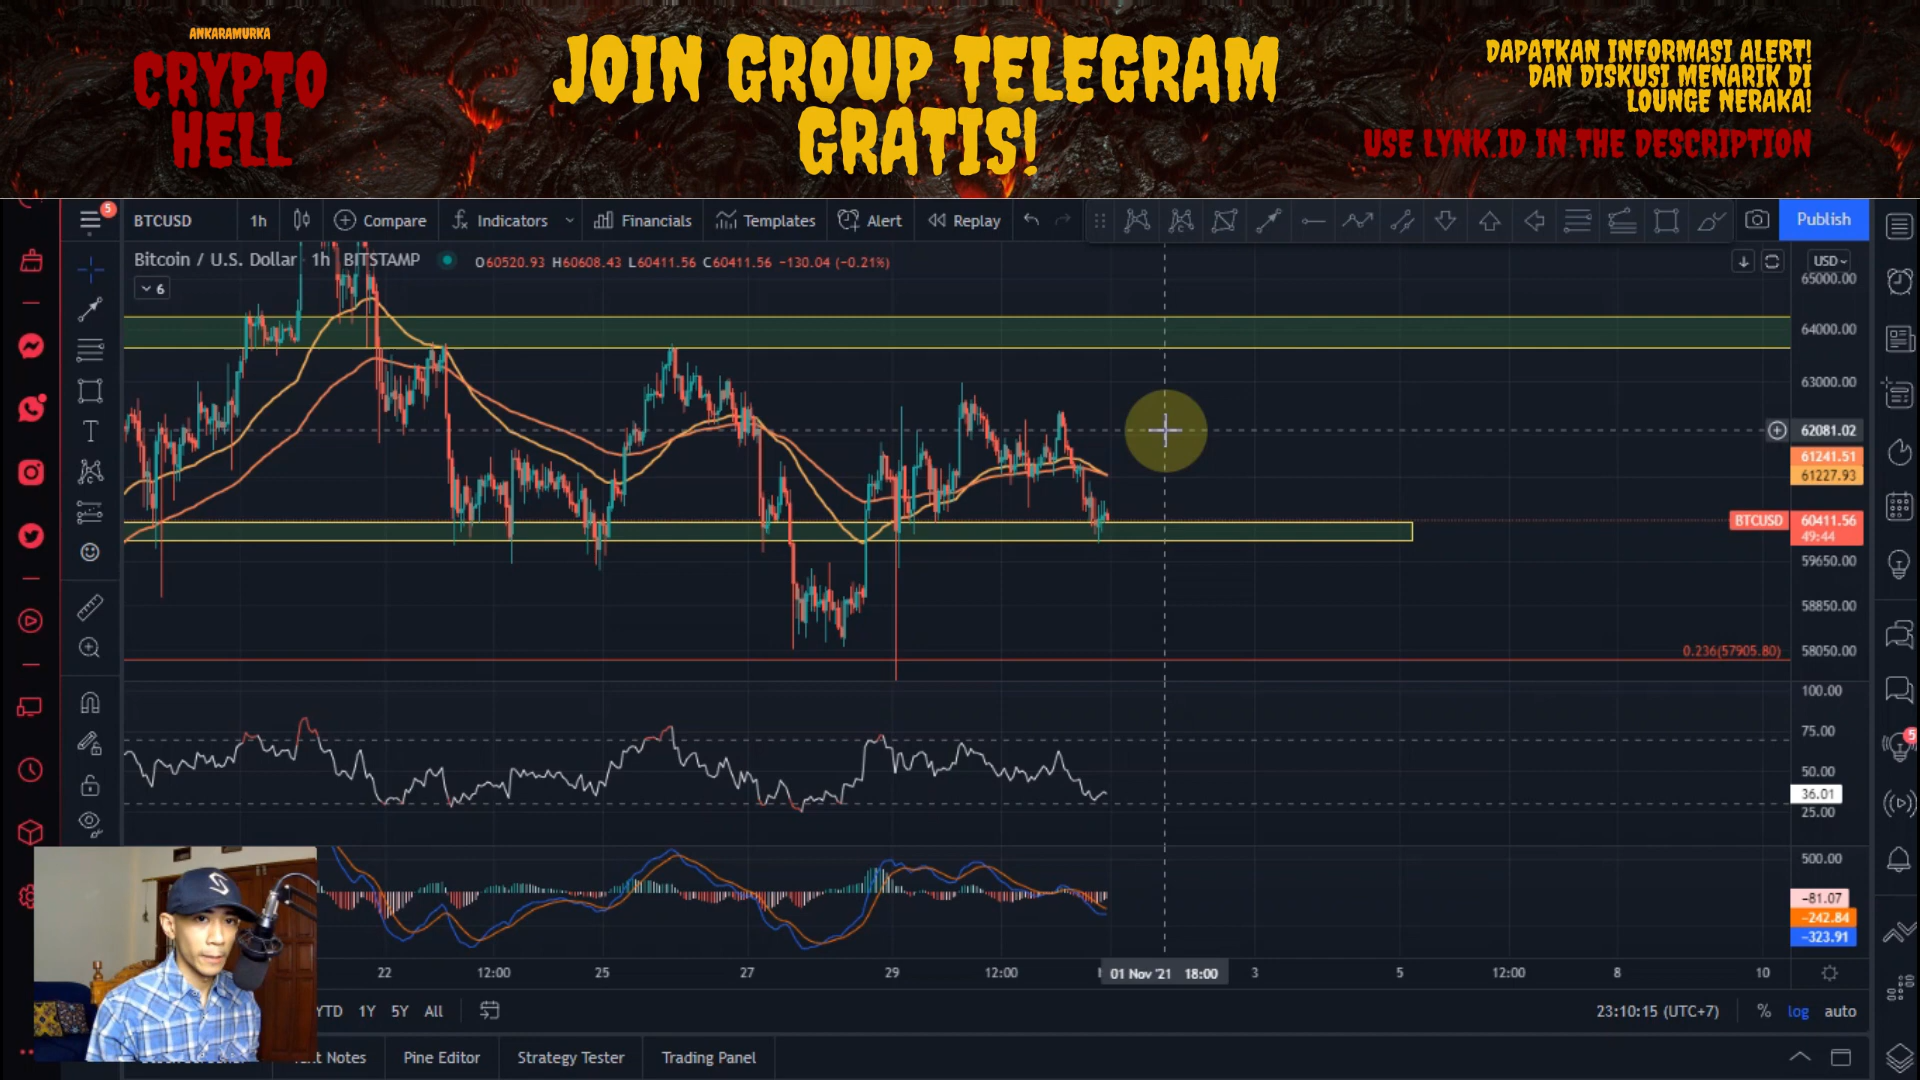 ANKARAMURKA
CRYPTO
HELL
JOIN GROUP TELEGRAM
GRATIS!
DAPATKAN INFORMASI ALERT!
DAN DISKUSI MENARIK DI
LOUNGE NERAKA!
USE LYNK.ID IN THE DESCRIPTION
5
BTCUSD
1h
Compare
Indicators
Financials
Templates
Alert
Replay
Publish
Bitcoin / U.S. Dollar 1h BITSTAMP O60520.93 H60608.43 L60411.56 C60411.56 −130.04 (−0.21%)
6
USD
65000.00
64000.00
63000.00
62081.02
61241.51
61227.93
BTCUSD 60411.56
49:44
59650.00
58850.00
0.236(57905.80)
58050.00
100.00
75.00
50.00
36.01
25.00
5
500.00
−81.07
−242.84
−323.91
22 12:00 25 27 29 12:00 01 Nov '21 18:00 3 5 12:00 8 10
YTD 1Y 5Y All
23:10:15 (UTC+7) % log auto
Notes
Pine Editor
Strategy Tester
Trading Panel